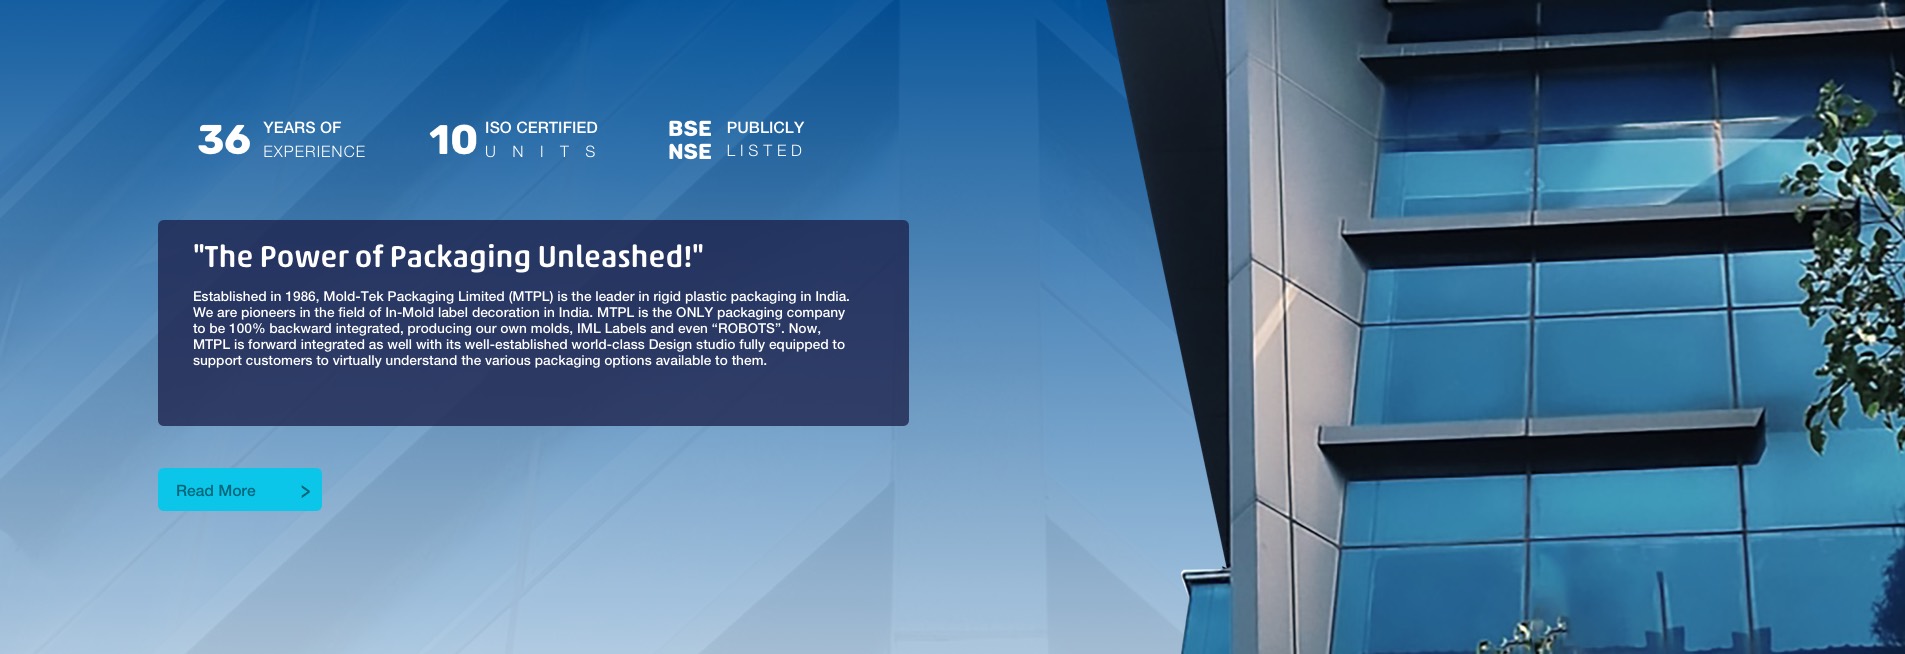 36 YEARS OF EXPERIENCE
10 ISO CERTIFIED UNITS
BSE NSE PUBLICLY LISTED
"The Power of Packaging Unleashed!"
Established in 1986, Mold-Tek Packaging Limited (MTPL) is the leader in rigid plastic packaging in India.
We are pioneers in the field of In-Mold label decoration in India. MTPL is the ONLY packaging company
to be 100% backward integrated, producing our own molds, IML Labels and even “ROBOTS”. Now,
MTPL is forward integrated as well with its well-established world-class Design studio fully equipped to
support customers to virtually understand the various packaging options available to them.
Read More >